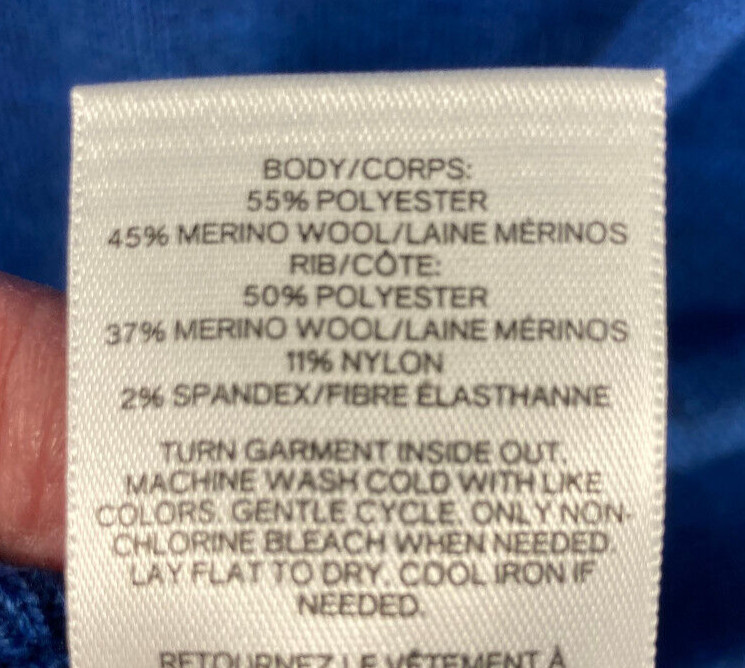 BODY/CORPS:
55% POLYESTER
45% MERINO WOOL/LAINE MÉRINOS
RIB/CÔTE:
50% POLYESTER
37% MERINO WOOL/LAINE MÉRINOS
11% NYLON
2% SPANDEX/FIBRE ÉLASTHANNE
TURN GARMENT INSIDE OUT.
MACHINE WASH COLD WITH LIKE
COLORS. GENTLE CYCLE. ONLY NON-
CHLORINE BLEACH WHEN NEEDED.
LAY FLAT TO DRY. COOL IRON IF
NEEDED.
RETOURNEZ LE VÊTEMENT À